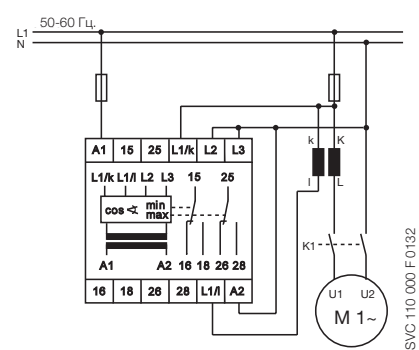 50-60 Гц.
L1
N
k K
A1 15 25 L1/k L2 L3
L1/k L1/l L2 L3 15 25
l L
cos ∢ min max
K1
A1 A2 16 18 26 28
16 18 26 28 L1/l A2
U1 U2
M 1~
SVC 110 000 F 0132